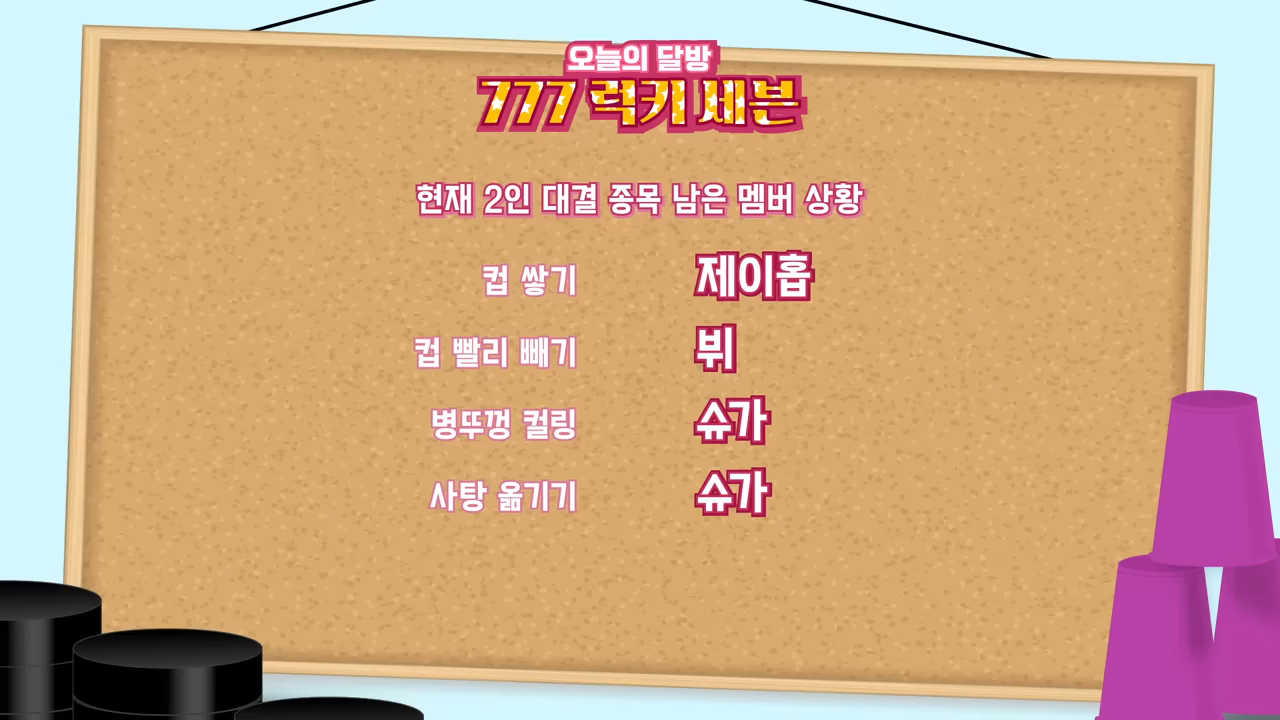 오늘의 달방
777 럭키 세븐
현재 2인 대결 종목 남은 멤버 상황
컵 쌓기 제이홉
컵 빨리 빼기 뷔
병뚜껑 컬링 슈가
사탕 옮기기 슈가